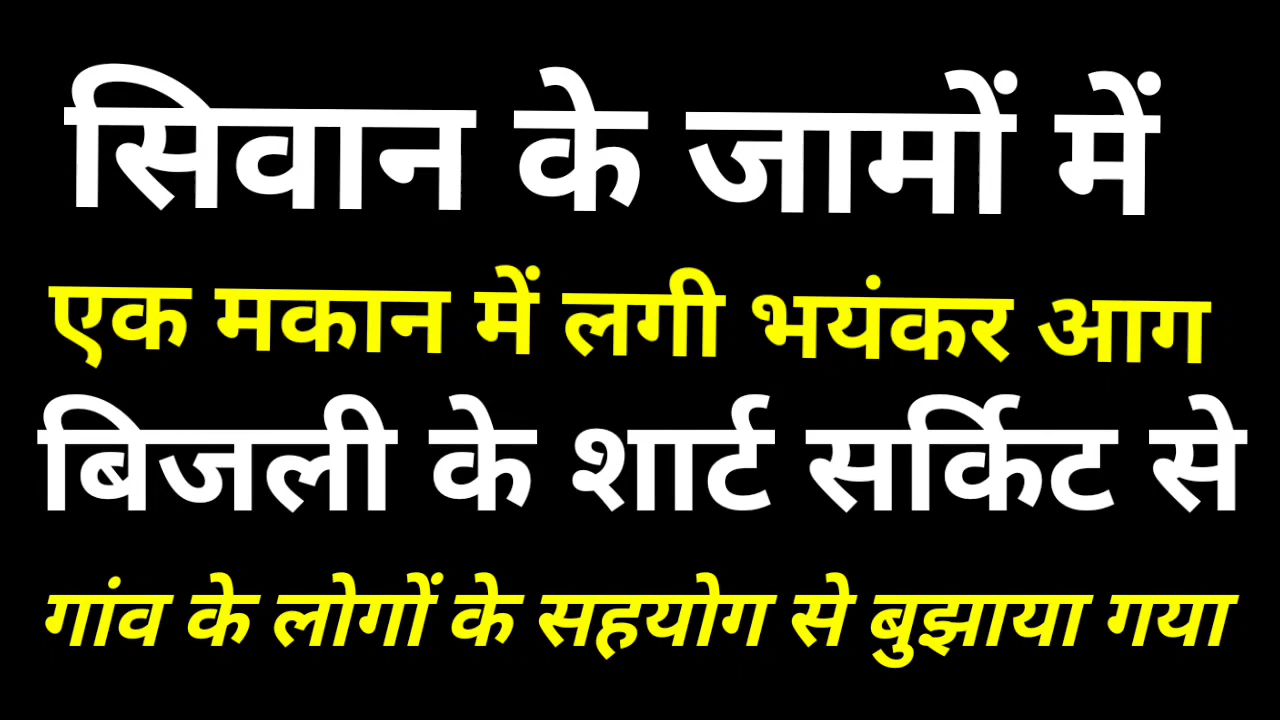 सिवान के जामों में
एक मकान में लगी भयंकर आग
बिजली के शार्ट सर्किट से
गांव के लोगों के सहयोग से बुझाया गया